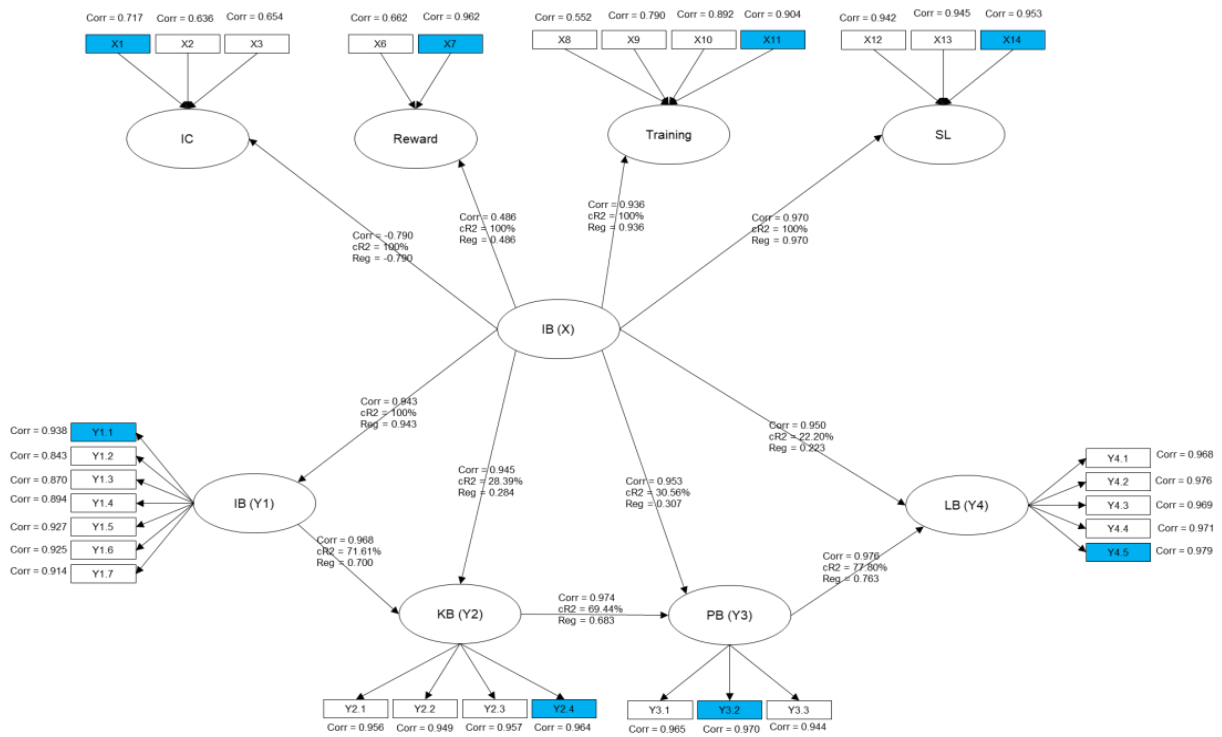 Corr = 0.717 Corr = 0.636 Corr = 0.654
X1 X2 X3
Corr = 0.662 Corr = 0.962
X6 X7
Corr = 0.552 Corr = 0.790 Corr = 0.892 Corr = 0.904
X8 X9 X10 X11
Corr = 0.942 Corr = 0.945 Corr = 0.953
X12 X13 X14
IC
Reward
Training
SL
Corr = -0.790
cR2 = 100%
Reg = -0.790
Corr = 0.486
cR2 = 100%
Reg = 0.486
Corr = 0.936
cR2 = 100%
Reg = 0.936
Corr = 0.970
cR2 = 100%
Reg = 0.970
IB (X)
Corr = 0.943
cR2 = 100%
Reg = 0.943
Corr = 0.945
cR2 = 28.39%
Reg = 0.284
Corr = 0.953
cR2 = 30.56%
Reg = 0.307
Corr = 0.950
cR2 = 22.20%
Reg = 0.223
Corr = 0.938 Y1.1
Corr = 0.843 Y1.2
Corr = 0.870 Y1.3
Corr = 0.894 Y1.4
Corr = 0.927 Y1.5
Corr = 0.925 Y1.6
Corr = 0.914 Y1.7
IB (Y1)
LB (Y4)
Y4.1 Corr = 0.968
Y4.2 Corr = 0.976
Y4.3 Corr = 0.969
Y4.4 Corr = 0.971
Y4.5 Corr = 0.979
Corr = 0.968
cR2 = 71.61%
Reg = 0.700
Corr = 0.976
cR2 = 77.80%
Reg = 0.763
KB (Y2)
Corr = 0.974
cR2 = 69.44%
Reg = 0.683
PB (Y3)
Y2.1 Y2.2 Y2.3 Y2.4
Corr = 0.956 Corr = 0.949 Corr = 0.957 Corr = 0.964
Y3.1 Y3.2 Y3.3
Corr = 0.965 Corr = 0.970 Corr = 0.944